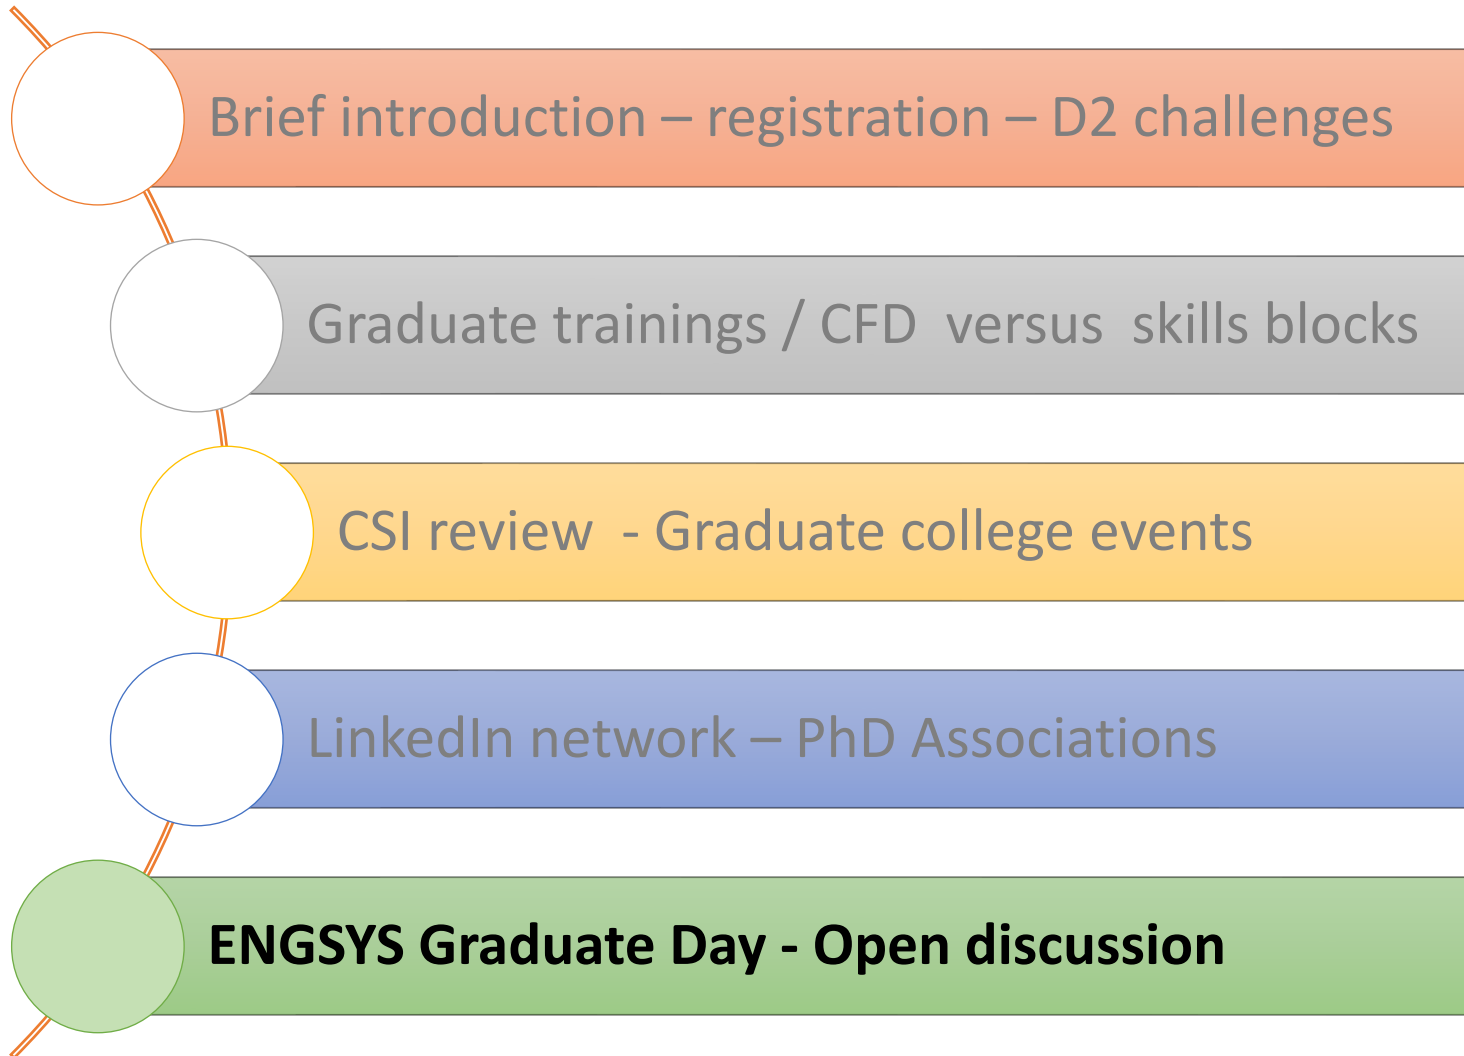 Brief introduction – registration – D2 challenges
Graduate trainings / CFD  versus  skills blocks
CSI review  - Graduate college events
LinkedIn network – PhD Associations
ENGSYS Graduate Day - Open discussion